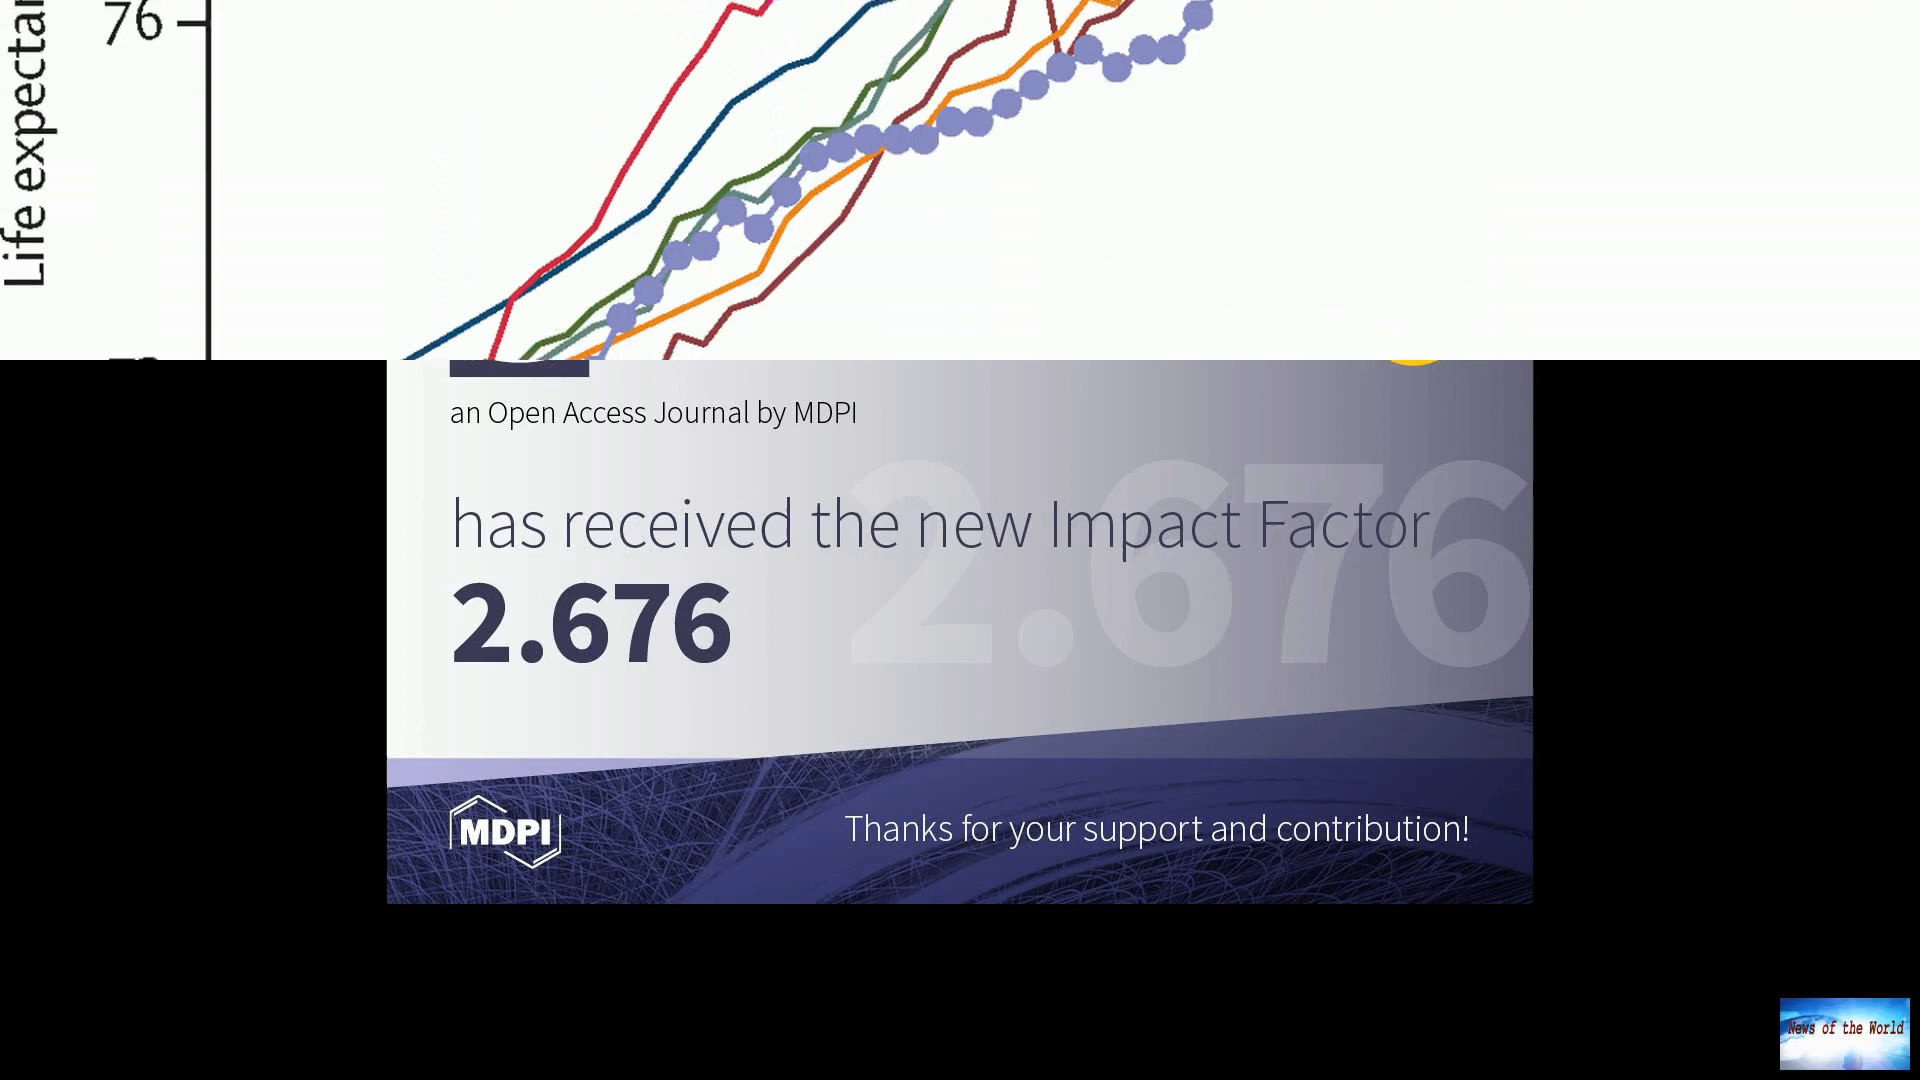 76
Life expecta
an Open Access Journal by MDPI
has received the new Impact Factor
2.676
2.676
MDPI
Thanks for your support and contribution!
News of the World